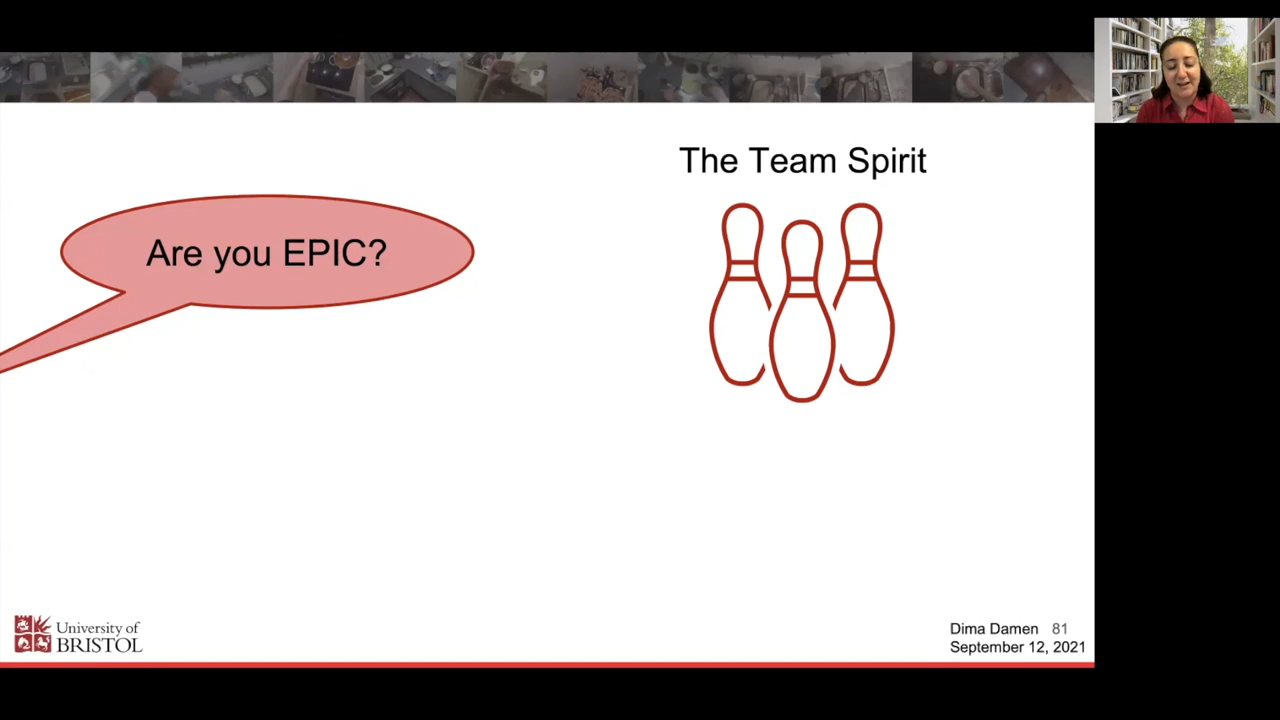 The Team Spirit
Are you EPIC?
University of
BRISTOL
Dima Damen 81
September 12, 2021